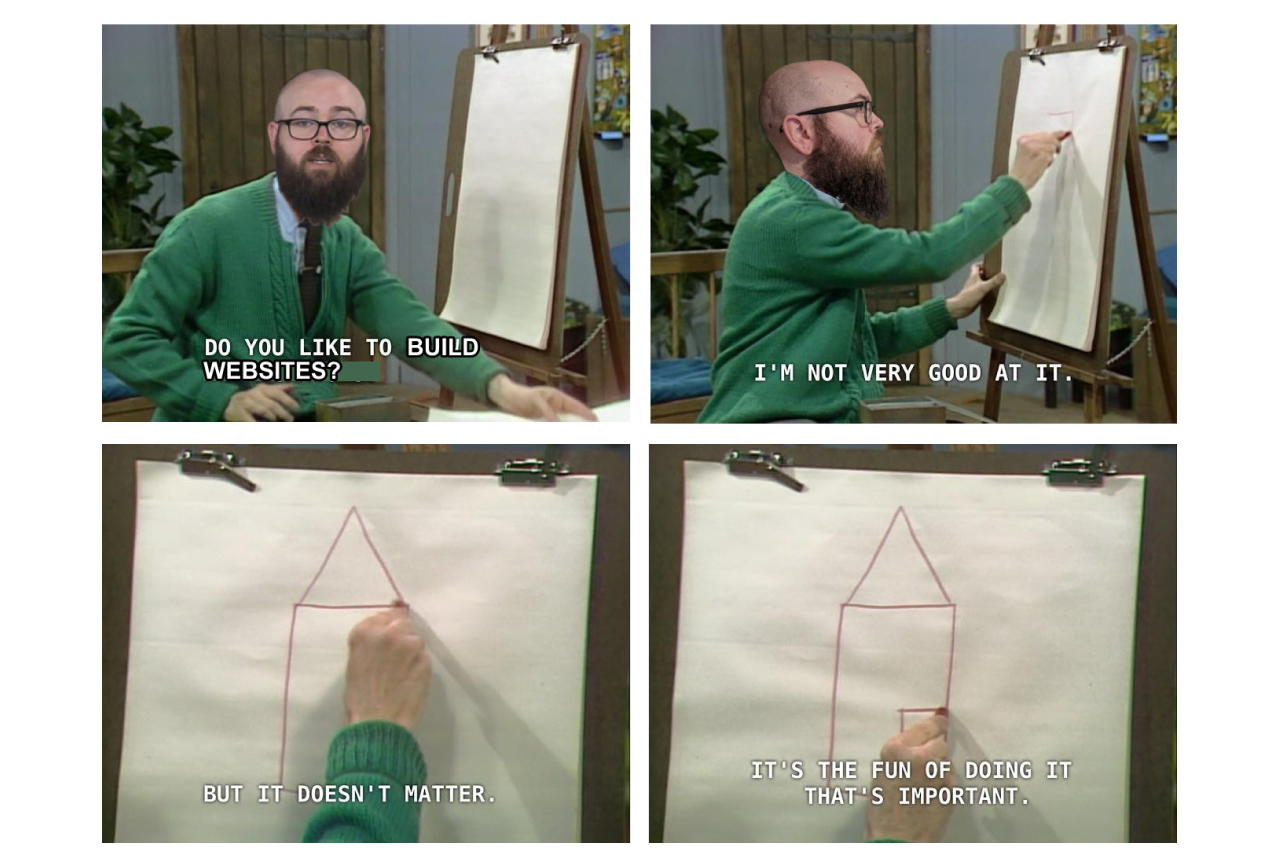 DO YOU LIKE TO BUILD
WEBSITES?
I'M NOT VERY GOOD AT IT.
BUT IT DOESN'T MATTER.
IT'S THE FUN OF DOING IT
THAT'S IMPORTANT.